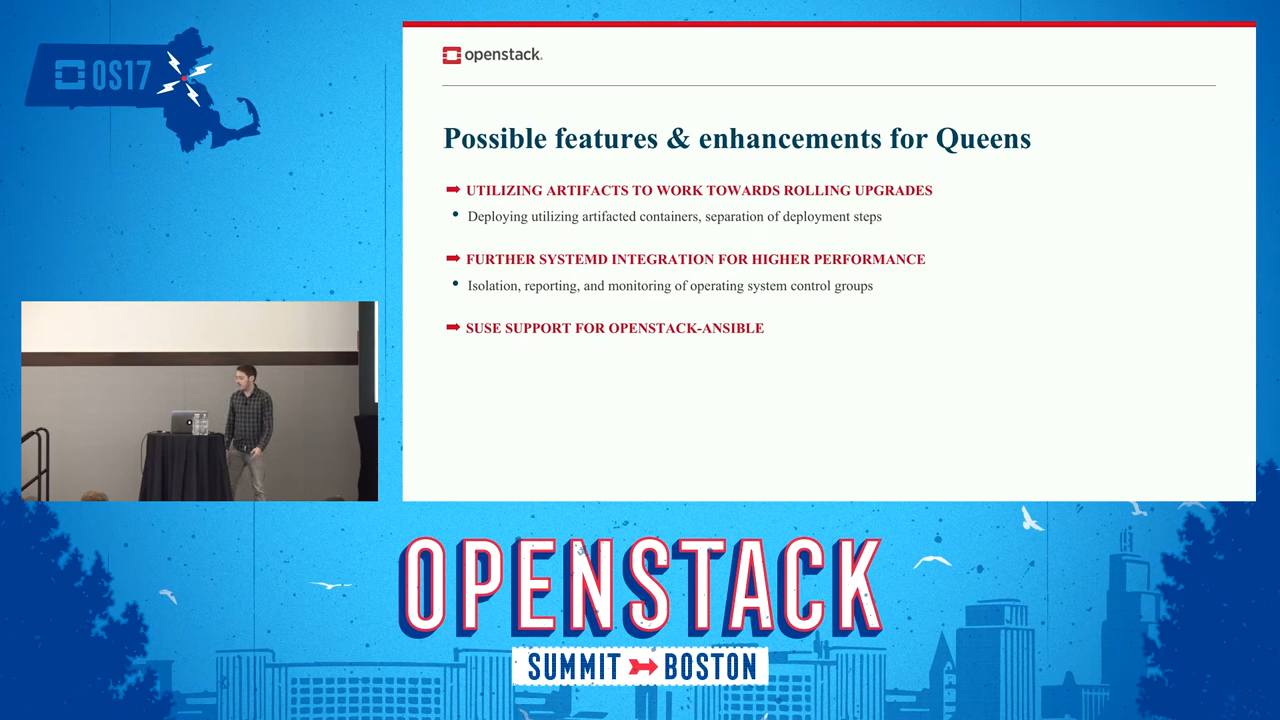 OS17
openstack.
Possible features & enhancements for Queens
UTILIZING ARTIFACTS TO WORK TOWARDS ROLLING UPGRADES
Deploying utilizing artifacted containers, separation of deployment steps
FURTHER SYSTEMD INTEGRATION FOR HIGHER PERFORMANCE
Isolation, reporting, and monitoring of operating system control groups
SUSE SUPPORT FOR OPENSTACK-ANSIBLE
OPENSTACK
SUMMIT BOSTON